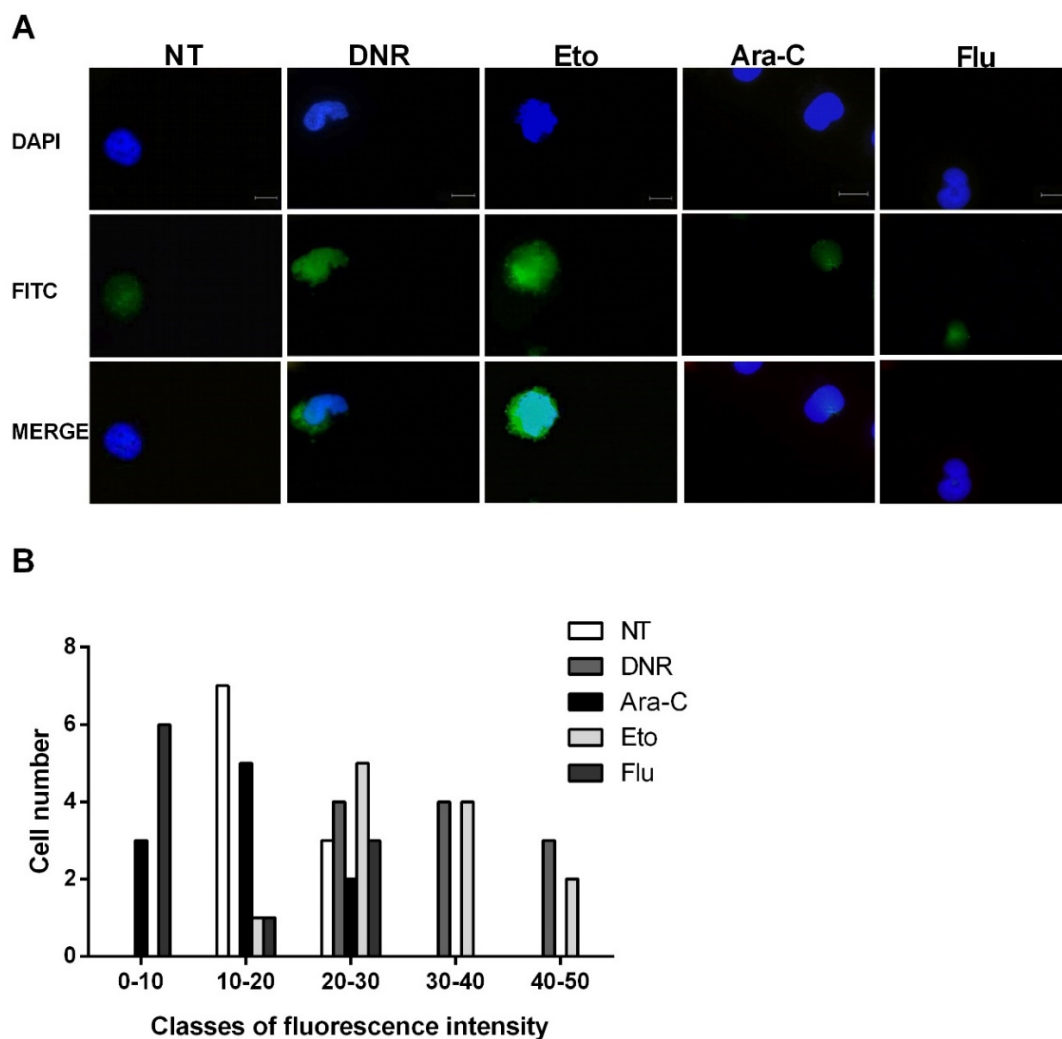 A
NT DNR Eto Ara-C Flu
DAPI
FITC
MERGE
B
NT
DNR
Ara-C
Eto
Flu
8
6
4
2
0
Cell number
0-10 10-20 20-30 30-40 40-50
Classes of fluorescence intensity